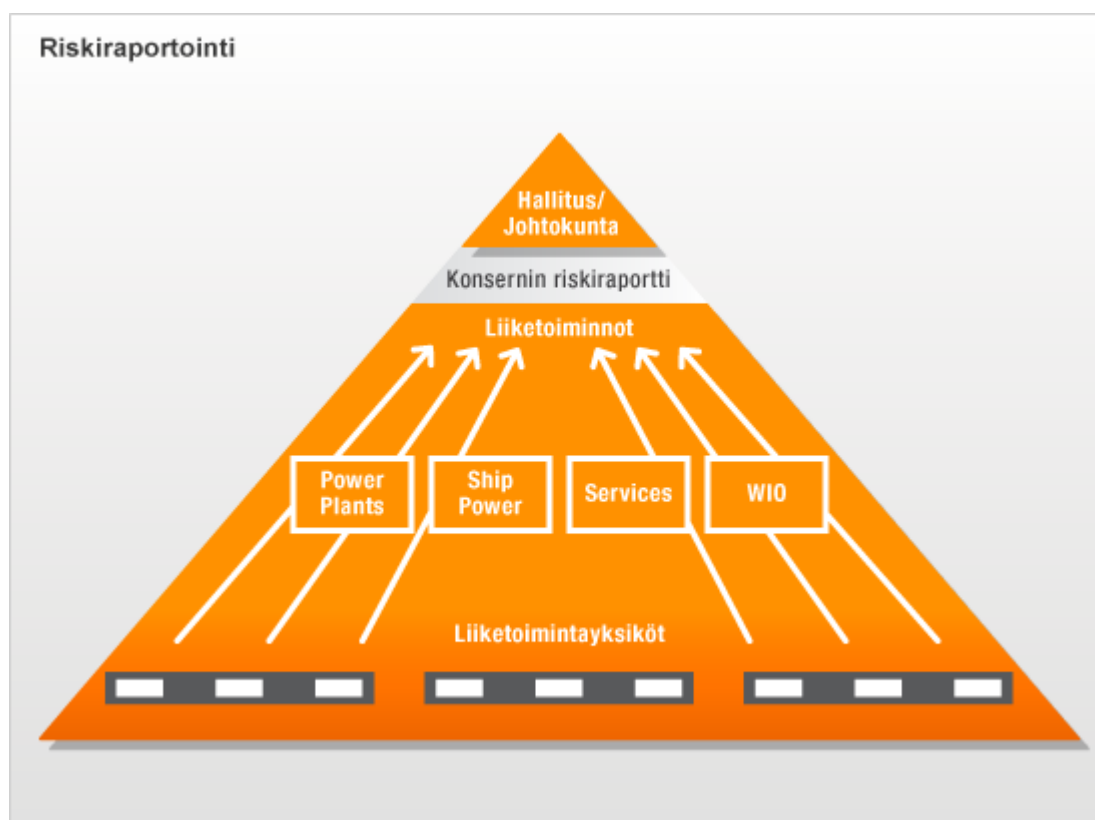 Riskiraportointi
Hallitus/
Johtokunta
Konsernin riskiraportti
Liiketoiminnot
Power
Plants
Ship
Power
Services
WIO
Liiketoimintayksiköt